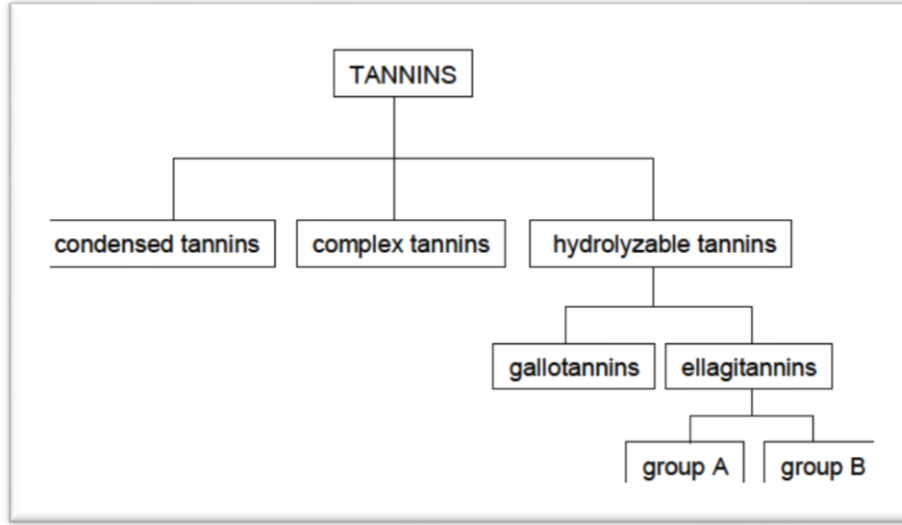 TANNINS
condensed tannins
complex tannins
hydrolyzable tannins
gallotannins
ellagitannins
group A
group B